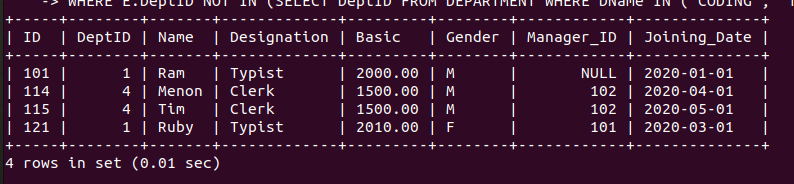 -> WHERE E.DeptID NOT IN (SELECT DeptID FROM DEPARTMENT WHERE DName IN ('CODING', '
+-----+--------+-------+-------------+---------+--------+------------+--------------+
| ID  | DeptID | Name  | Designation | Basic   | Gender | Manager_ID | Joining_Date |
+-----+--------+-------+-------------+---------+--------+------------+--------------+
| 101 |      1 | Ram   | Typist      | 2000.00 | M      |       NULL | 2020-01-01   |
| 114 |      4 | Menon | Clerk       | 1500.00 | M      |        102 | 2020-04-01   |
| 115 |      4 | Tim   | Clerk       | 1500.00 | M      |        102 | 2020-05-01   |
| 121 |      1 | Ruby  | Typist      | 2010.00 | F      |        101 | 2020-03-01   |
+-----+--------+-------+-------------+---------+--------+------------+--------------+
4 rows in set (0.01 sec)